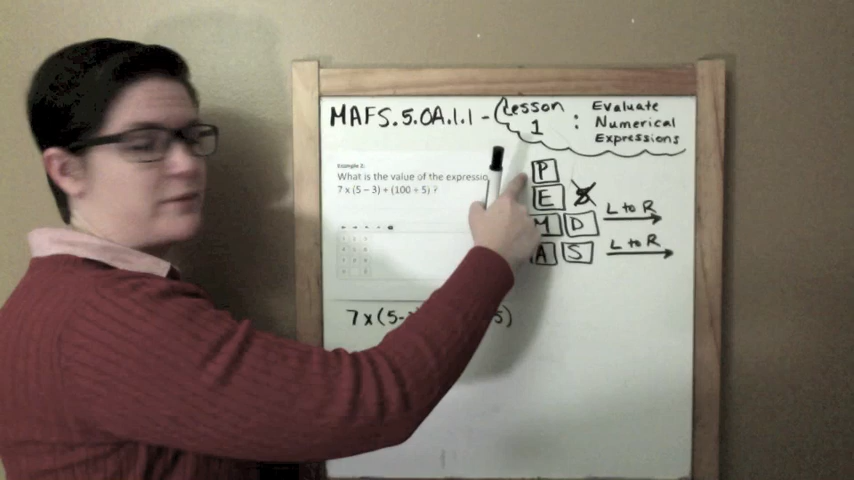 MAFS.5.OA.1.1 - Lesson 1 : Evaluate
Numerical
Expressions
Example 2:
What is the value of the expressio
7 x (5 – 3) + (100 ÷ 5) ?
P
E
M D L to R
A S L to R
7 x (5- 5)